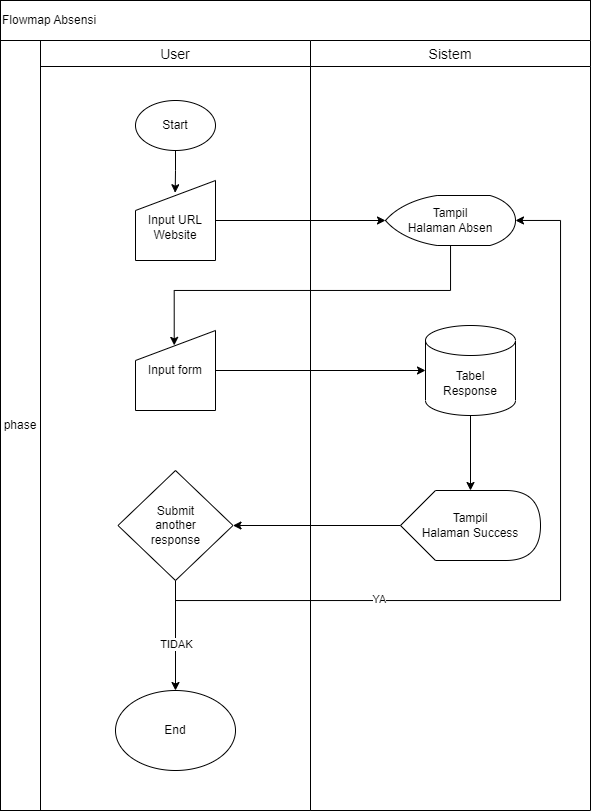 Flowmap Absensi
User
Sistem
phase
Start
Input URL
Website
Tampil
Halaman Absen
Input form
Tabel
Response
Tampil
Halaman Success
Submit
another
response
YA
TIDAK
End